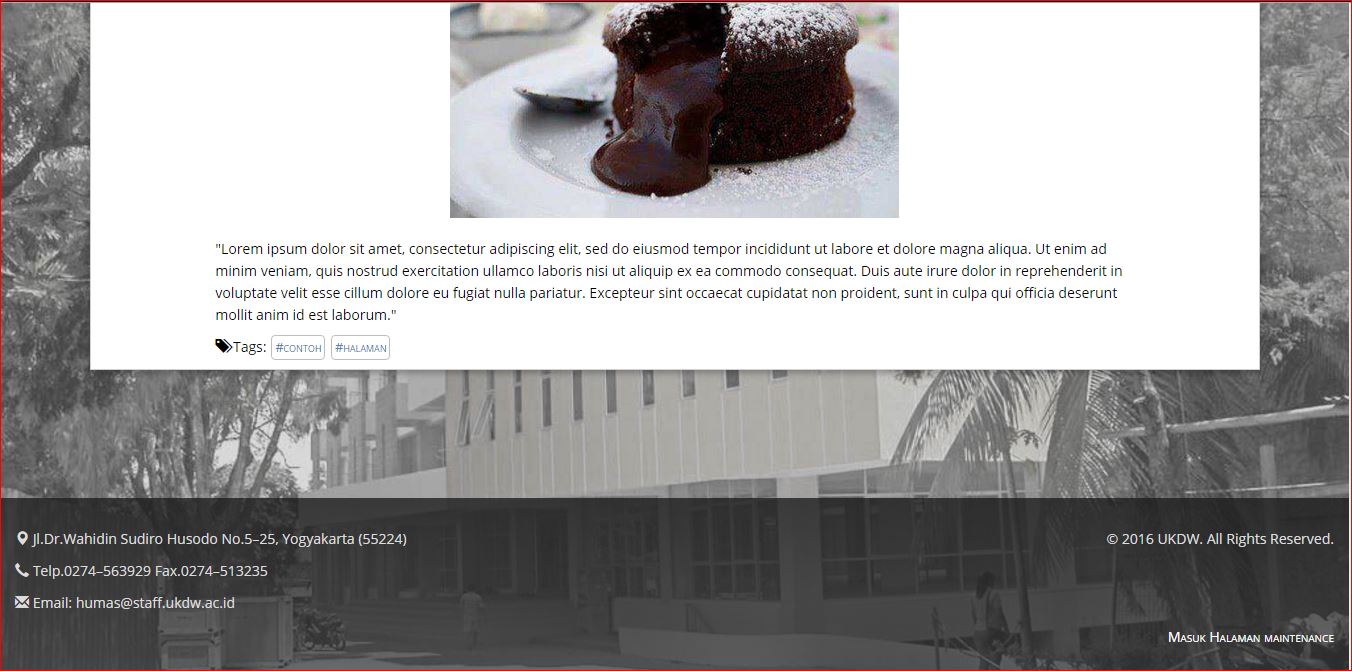 "Lorem ipsum dolor sit amet, consectetur adipiscing elit, sed do eiusmod tempor incididunt ut labore et dolore magna aliqua. Ut enim ad
minim veniam, quis nostrud exercitation ullamco laboris nisi ut aliquip ex ea commodo consequat. Duis aute irure dolor in reprehenderit in
voluptate velit esse cillum dolore eu fugiat nulla pariatur. Excepteur sint occaecat cupidatat non proident, sunt in culpa qui officia deserunt
mollit anim id est laborum."
Tags: #CONTOH #HALAMAN
Jl.Dr.Wahidin Sudiro Husodo No.5–25, Yogyakarta (55224)
© 2016 UKDW. All Rights Reserved.
Telp.0274–563929 Fax.0274–513235
Email: humas@staff.ukdw.ac.id
Masuk Halaman maintenance